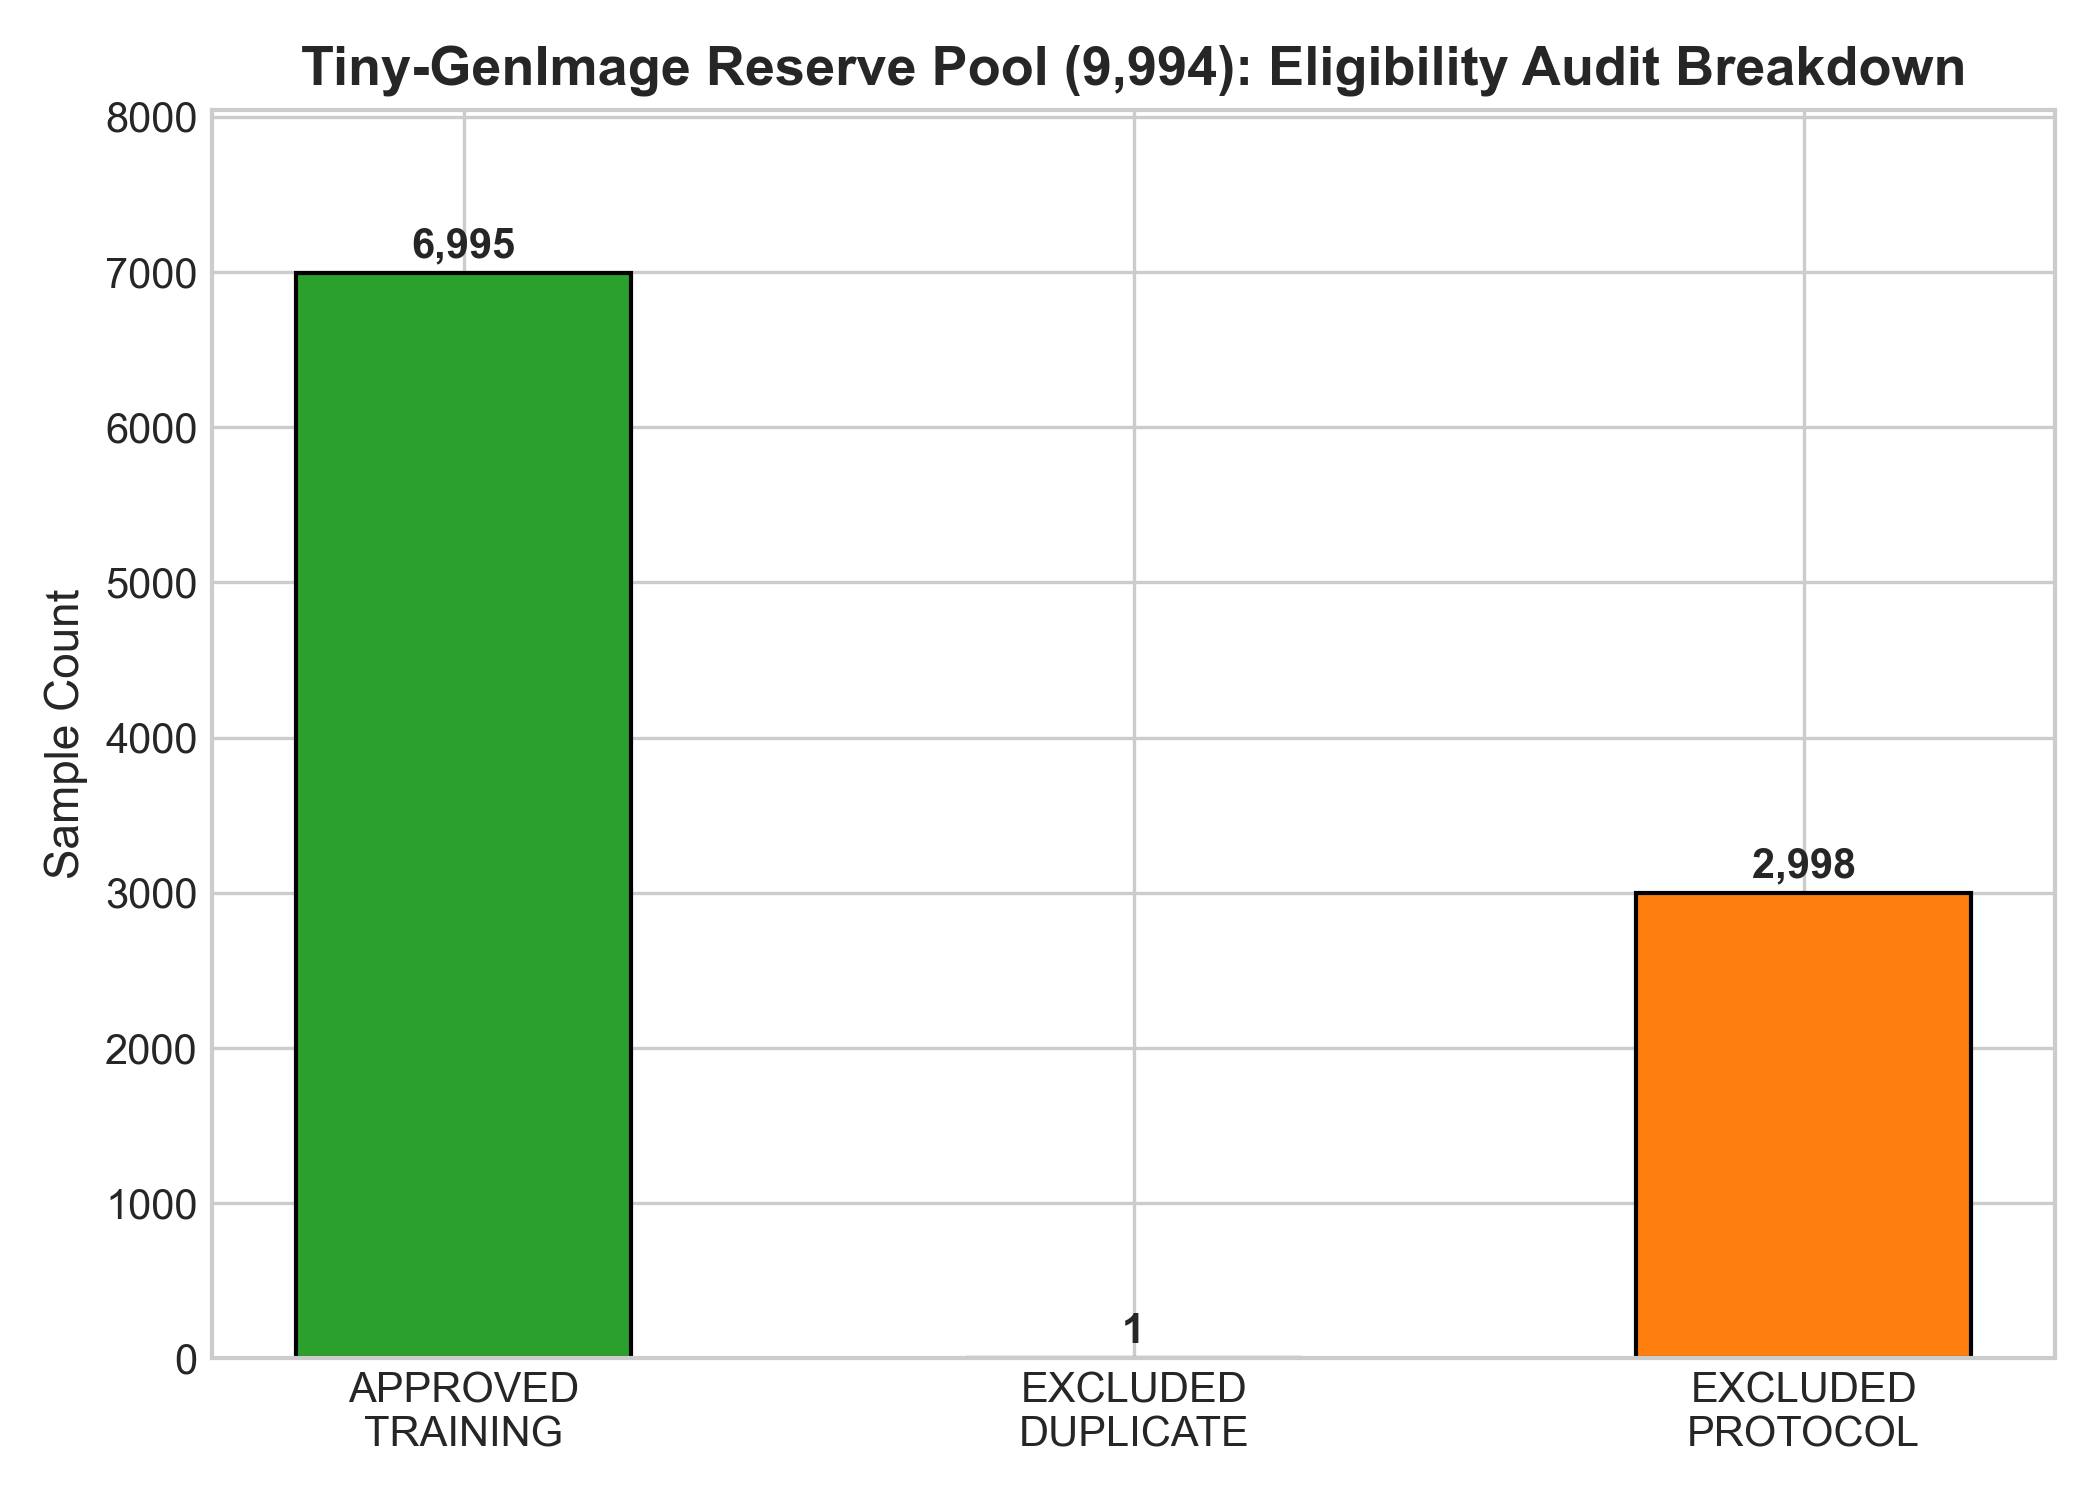 Tiny-GenImage Reserve Pool (9,994): Eligibility Audit Breakdown
8000
7000
6000
5000
4000
3000
2000
1000
0
Sample Count
6,995
1
2,998
APPROVED
TRAINING
EXCLUDED
DUPLICATE
EXCLUDED
PROTOCOL